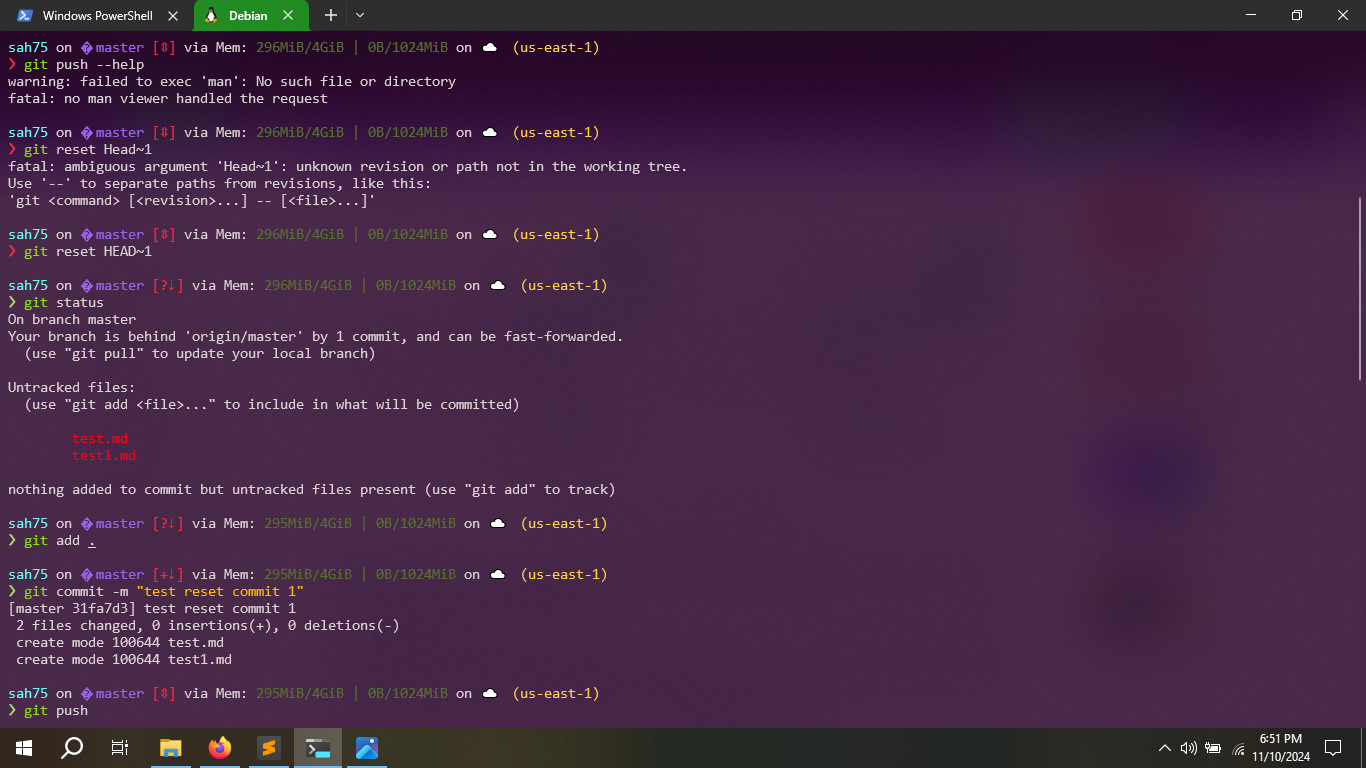 Windows PowerShell
Debian
sah75 on �master [⇕] via Mem: 296MiB/4GiB | 0B/1024MiB on ☁ (us-east-1)
❯ git push --help
warning: failed to exec 'man': No such file or directory
fatal: no man viewer handled the request
sah75 on �master [⇕] via Mem: 296MiB/4GiB | 0B/1024MiB on ☁ (us-east-1)
❯ git reset Head~1
fatal: ambiguous argument 'Head~1': unknown revision or path not in the working tree.
Use '--' to separate paths from revisions, like this:
'git <command> [<revision>...] -- [<file>...]'
sah75 on �master [⇕] via Mem: 296MiB/4GiB | 0B/1024MiB on ☁ (us-east-1)
❯ git reset HEAD~1
sah75 on �master [?⇣] via Mem: 296MiB/4GiB | 0B/1024MiB on ☁ (us-east-1)
❯ git status
On branch master
Your branch is behind 'origin/master' by 1 commit, and can be fast-forwarded.
(use "git pull" to update your local branch)
Untracked files:
(use "git add <file>..." to include in what will be committed)
test.md
test1.md
nothing added to commit but untracked files present (use "git add" to track)
sah75 on �master [?⇣] via Mem: 295MiB/4GiB | 0B/1024MiB on ☁ (us-east-1)
❯ git add .
sah75 on �master [+⇣] via Mem: 295MiB/4GiB | 0B/1024MiB on ☁ (us-east-1)
❯ git commit -m "test reset commit 1"
[master 31fa7d3] test reset commit 1
2 files changed, 0 insertions(+), 0 deletions(-)
create mode 100644 test.md
create mode 100644 test1.md
sah75 on �master [⇕] via Mem: 295MiB/4GiB | 0B/1024MiB on ☁ (us-east-1)
❯ git push
6:51 PM
11/10/2024